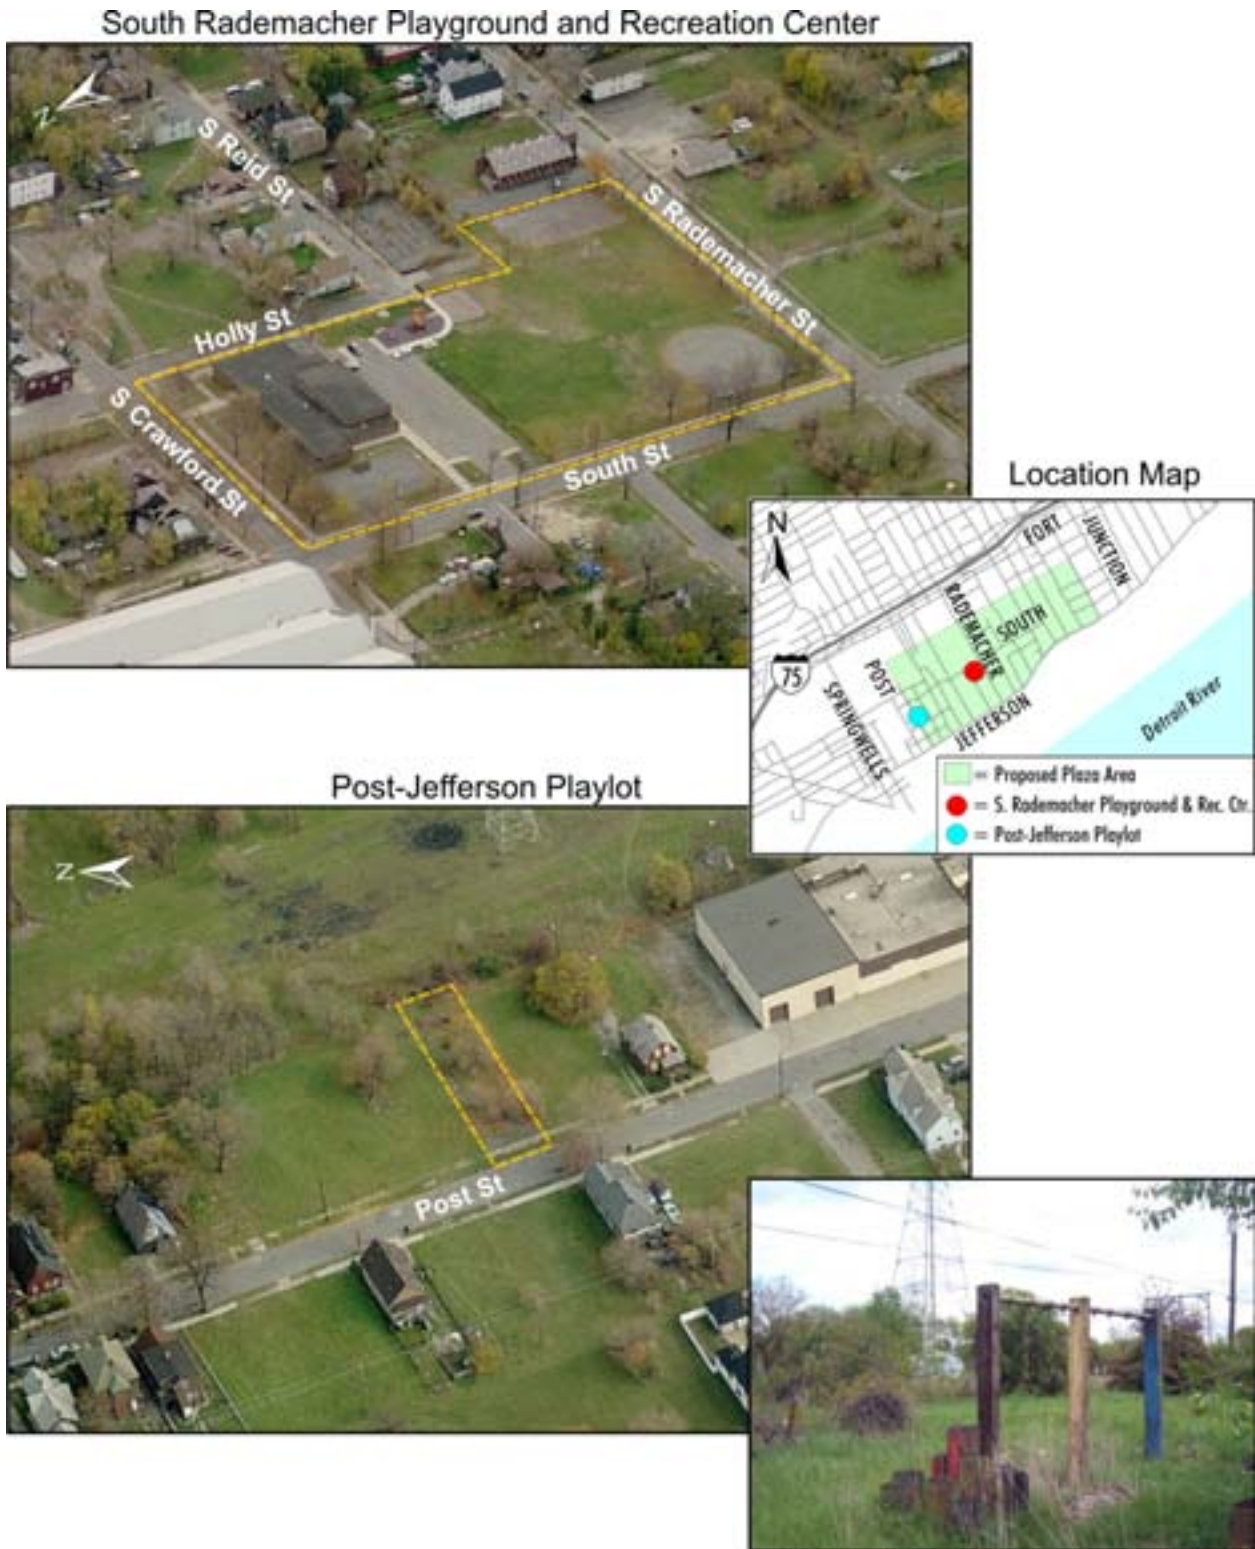 South Rademacher Playground and Recreation Center
N
S Reid St
S Rademacher St
Holly St
S Crawford St
South St
Location Map
N
FORT
JUNCTION
RADEMACHER
SOUTH
75
POST
SPRINGWELLS
JEFFERSON
Detroit River
= Proposed Plaza Area
= S. Rademacher Playground & Rec. Ctr.
= Post-Jefferson Playlot
Post-Jefferson Playlot
N
Post St